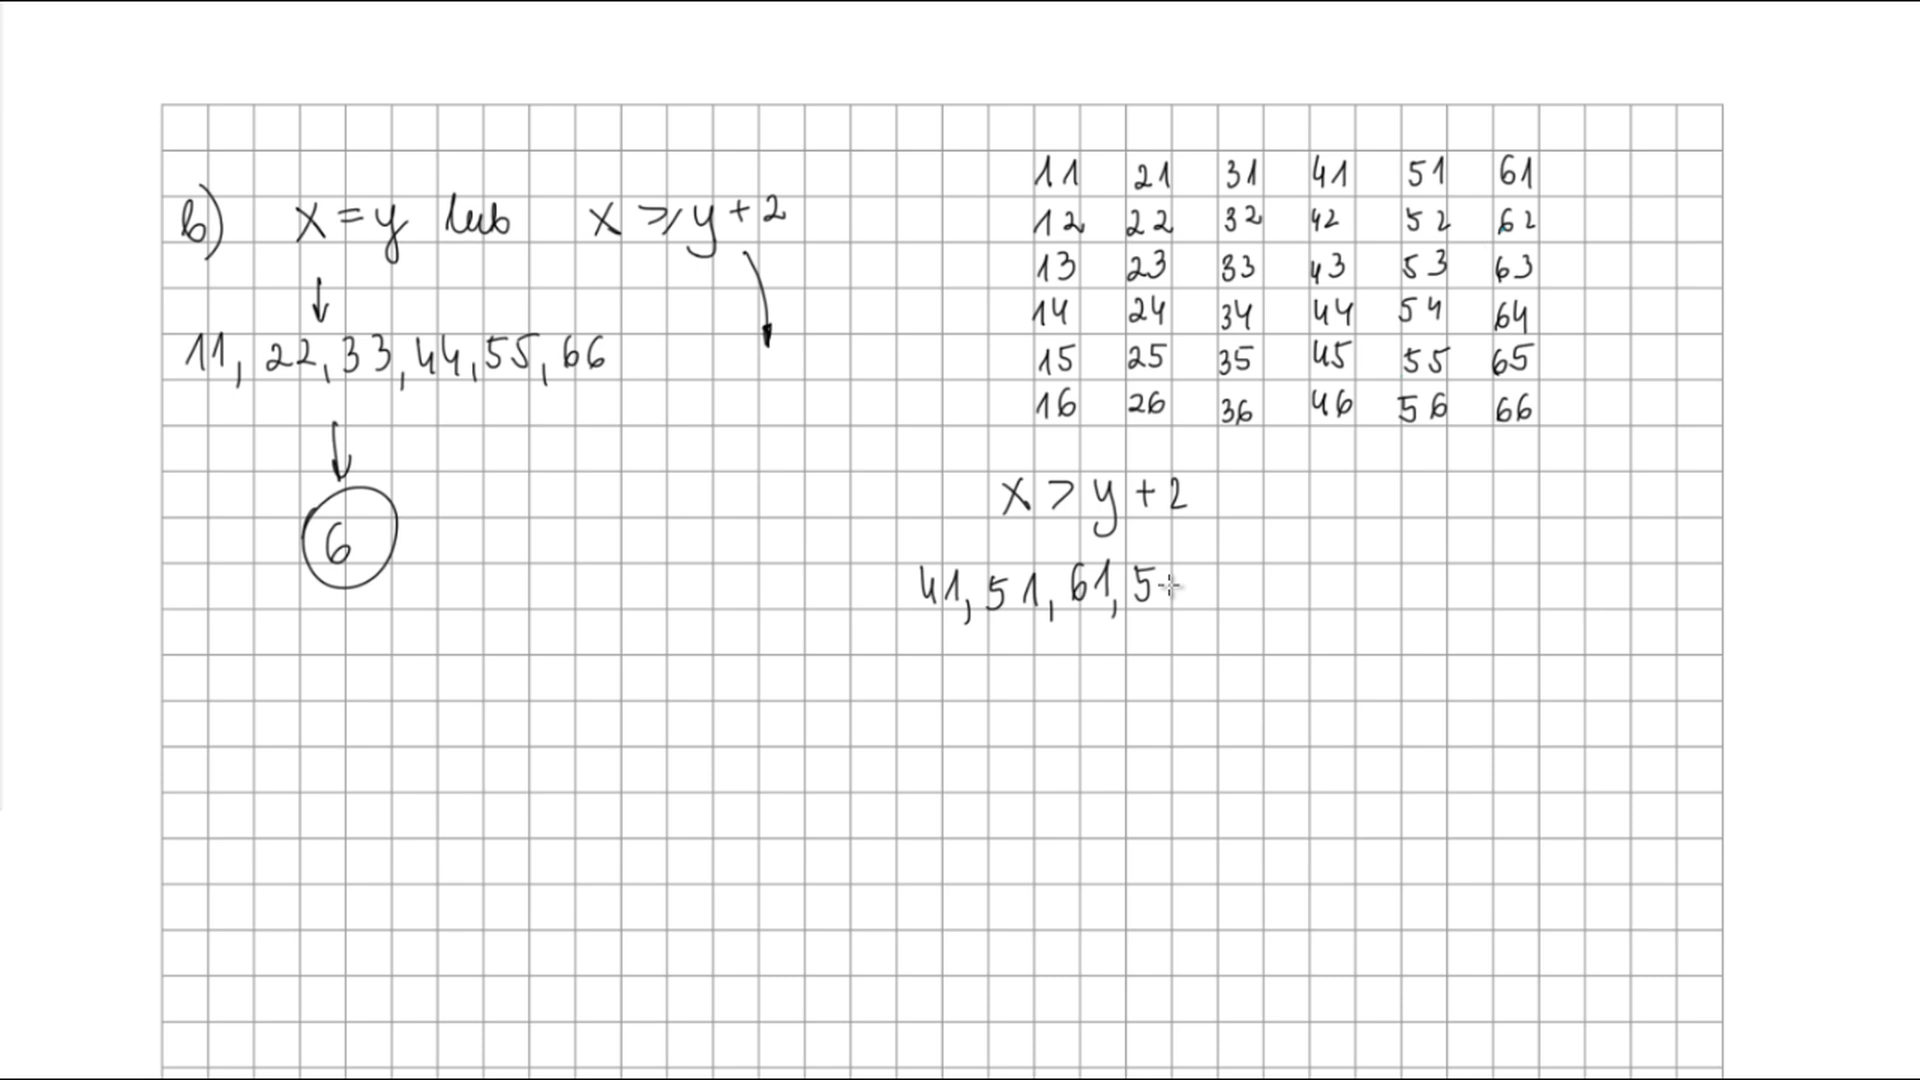 b) x = y lub x ⩾ y + 2
↓
11, 22, 33, 44, 55, 66
↓
6
11 21 31 41 51 61
12 22 32 42 52 62
13 23 33 43 53 63
14 24 34 44 54 64
15 25 35 45 55 65
16 26 36 46 56 66
x > y + 2
41, 51, 61, 5